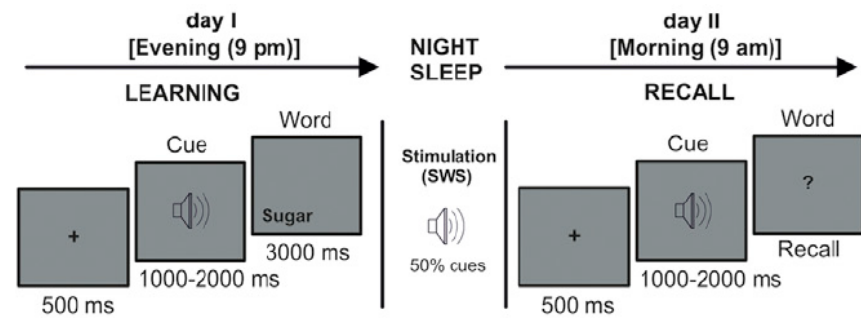 day I
[Evening (9 pm)]
LEARNING
Word
Cue
+
Sugar
500 ms
1000-2000 ms
3000 ms
NIGHT
SLEEP
Stimulation
(SWS)
50% cues
day II
[Morning (9 am)]
RECALL
Word
Cue
+
?
500 ms
1000-2000 ms
Recall